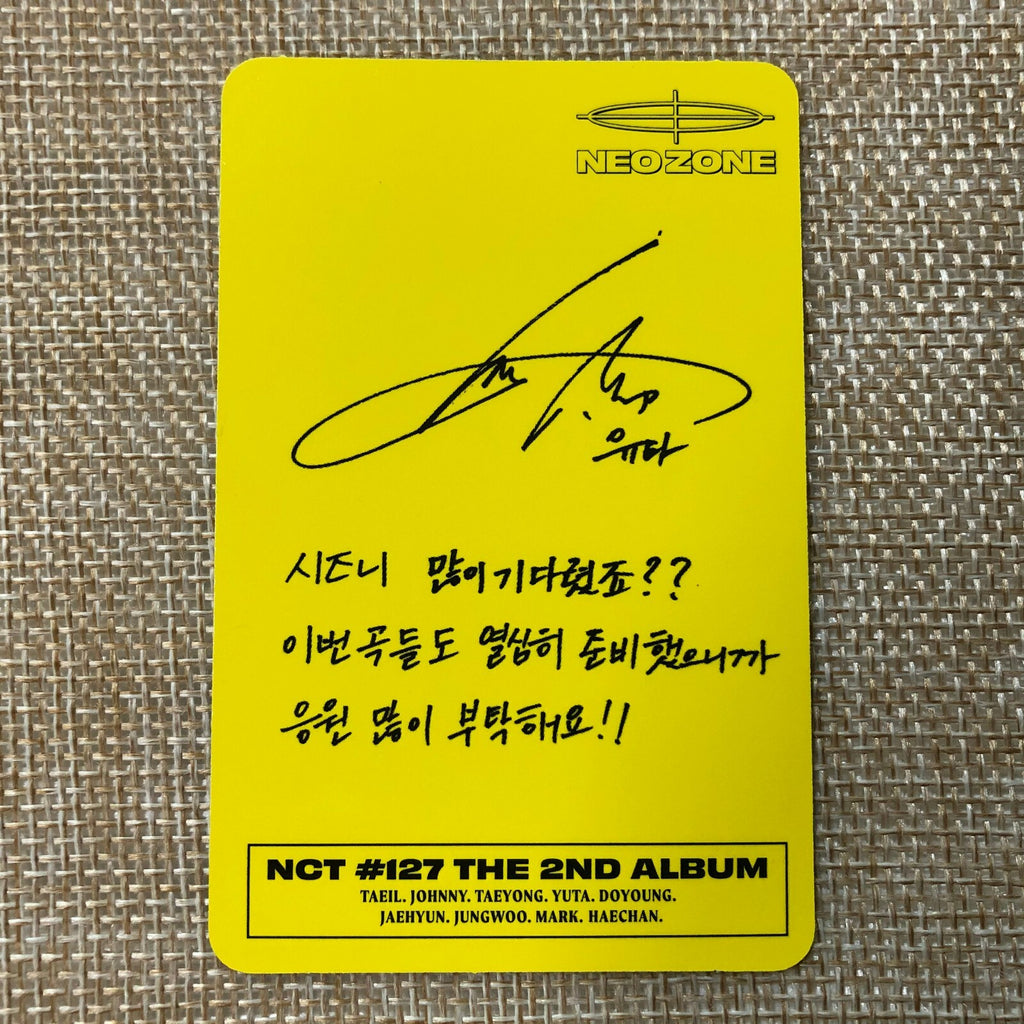 NEO ZONE
유타
시즈니 많이 기다렸죠??
이번 곡들도 열심히 준비했으니까
응원 많이 부탁해요!!
NCT #127 THE 2ND ALBUM
TAEIL. JOHNNY. TAEYONG. YUTA. DOYOUNG.
JAEHYUN. JUNGWOO. MARK. HAECHAN.